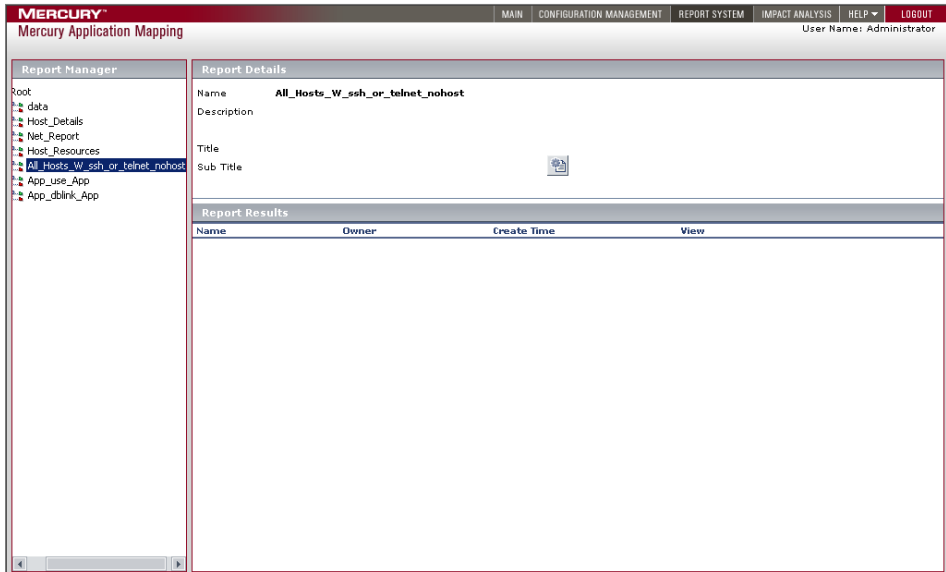 MERCURY™
MAIN CONFIGURATION MANAGEMENT REPORT SYSTEM IMPACT ANALYSIS HELP LOGOUT
Mercury Application Mapping
User Name: Administrator
Report Manager
Root
data
Host_Details
Net_Report
Host_Resources
All_Hosts_W_ssh_or_telnet_nohost
App_use_App
App_dblink_App
Report Details
Name All_Hosts_W_ssh_or_telnet_nohost
Description
Title
Sub Title
Report Results
Name Owner Create Time View